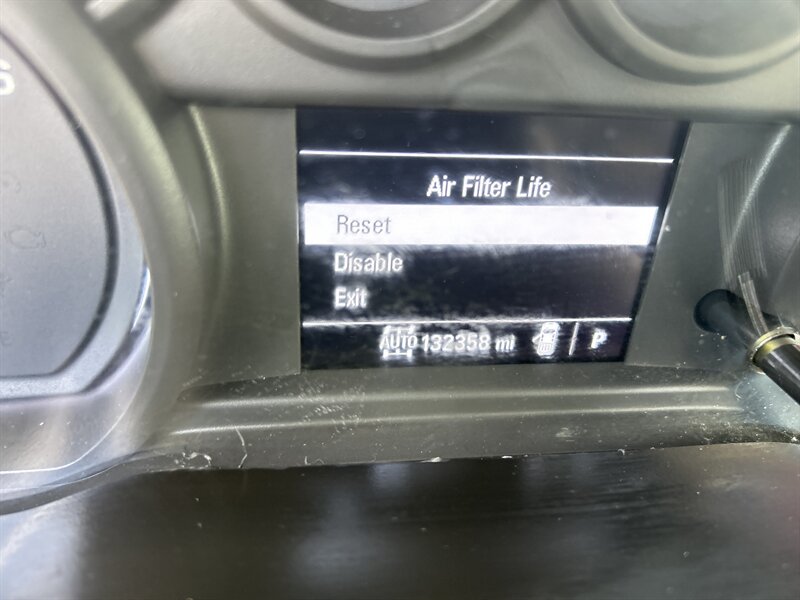 Air Filter Life
Reset
Disable
Exit
AUTO 132358 mi P